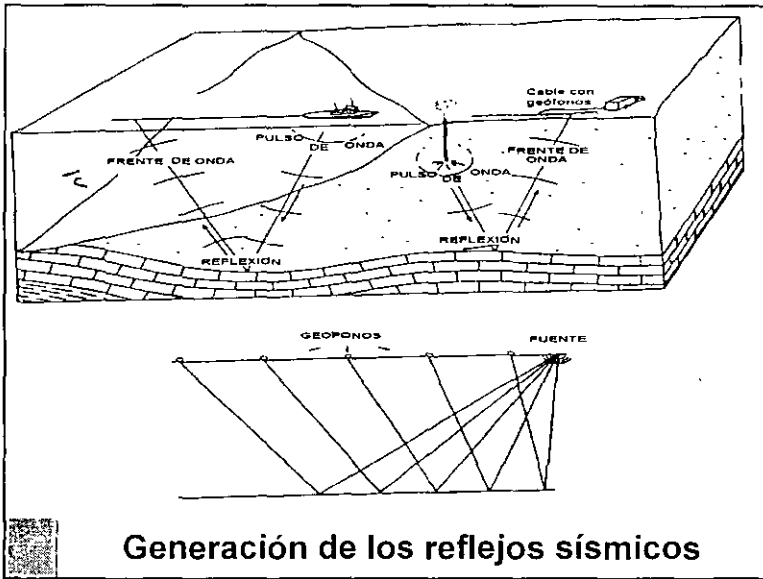 Cable con
geófonos
PULSO DE ONDA
FRENTE DE ONDA
FRENTE DE
ONDA
PULSO DE ONDA
REFLEXIÓN
REFLEXIÓN
GEÓFONOS
FUENTE
Generación de los reflejos sísmicos